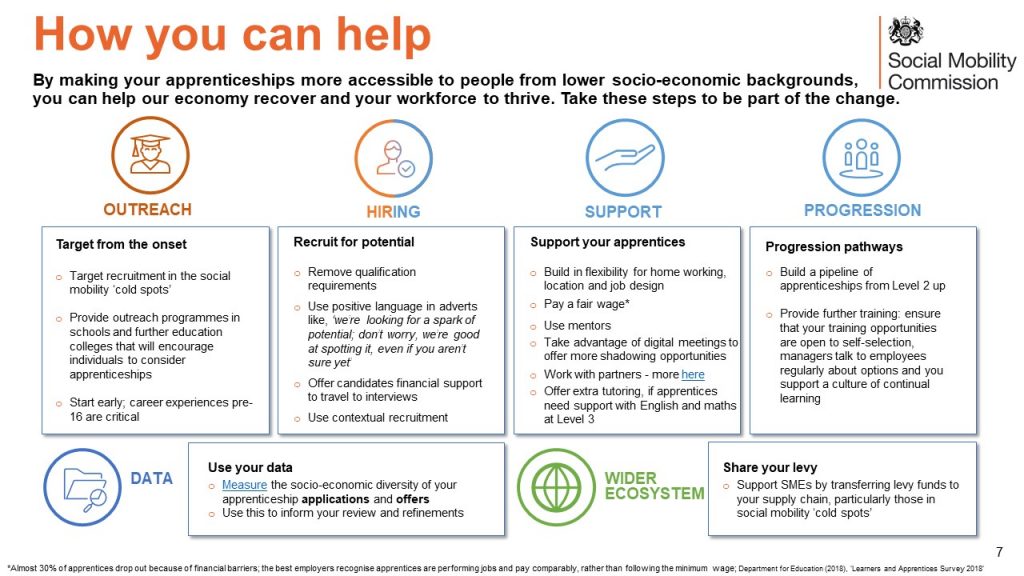 How you can help
Social Mobility
Commission
By making your apprenticeships more accessible to people from lower socio-economic backgrounds,
you can help our economy recover and your workforce to thrive. Take these steps to be part of the change.
OUTREACH
Target from the onset
o Target recruitment in the social
mobility 'cold spots'
o Provide outreach programmes in
schools and further education
colleges that will encourage
individuals to consider
apprenticeships
o Start early; career experiences pre-
16 are critical
HIRING
Recruit for potential
o Remove qualification
requirements
o Use positive language in adverts
like, 'we're looking for a spark of
potential; don't worry, we're good
at spotting it, even if you aren't
sure yet'
o Offer candidates financial support
to travel to interviews
o Use contextual recruitment
SUPPORT
Support your apprentices
o Build in flexibility for home working,
location and job design
o Pay a fair wage*
o Use mentors
o Take advantage of digital meetings to
offer more shadowing opportunities
o Work with partners - more here
o Offer extra tutoring, if apprentices
need support with English and maths
at Level 3
PROGRESSION
Progression pathways
o Build a pipeline of
apprenticeships from Level 2 up
o Provide further training: ensure
that your training opportunities
are open to self-selection,
managers talk to employees
regularly about options and you
support a culture of continual
learning
DATA
Use your data
o Measure the socio-economic diversity of your
apprenticeship applications and offers
o Use this to inform your review and refinements
WIDER
ECOSYSTEM
Share your levy
o Support SMEs by transferring levy funds to
your supply chain, particularly those in
social mobility 'cold spots'
7
*Almost 30% of apprentices drop out because of financial barriers; the best employers recognise apprentices are performing jobs and pay comparably, rather than following the minimum wage; Department for Education (2018), 'Learners and Apprentices Survey 2018'